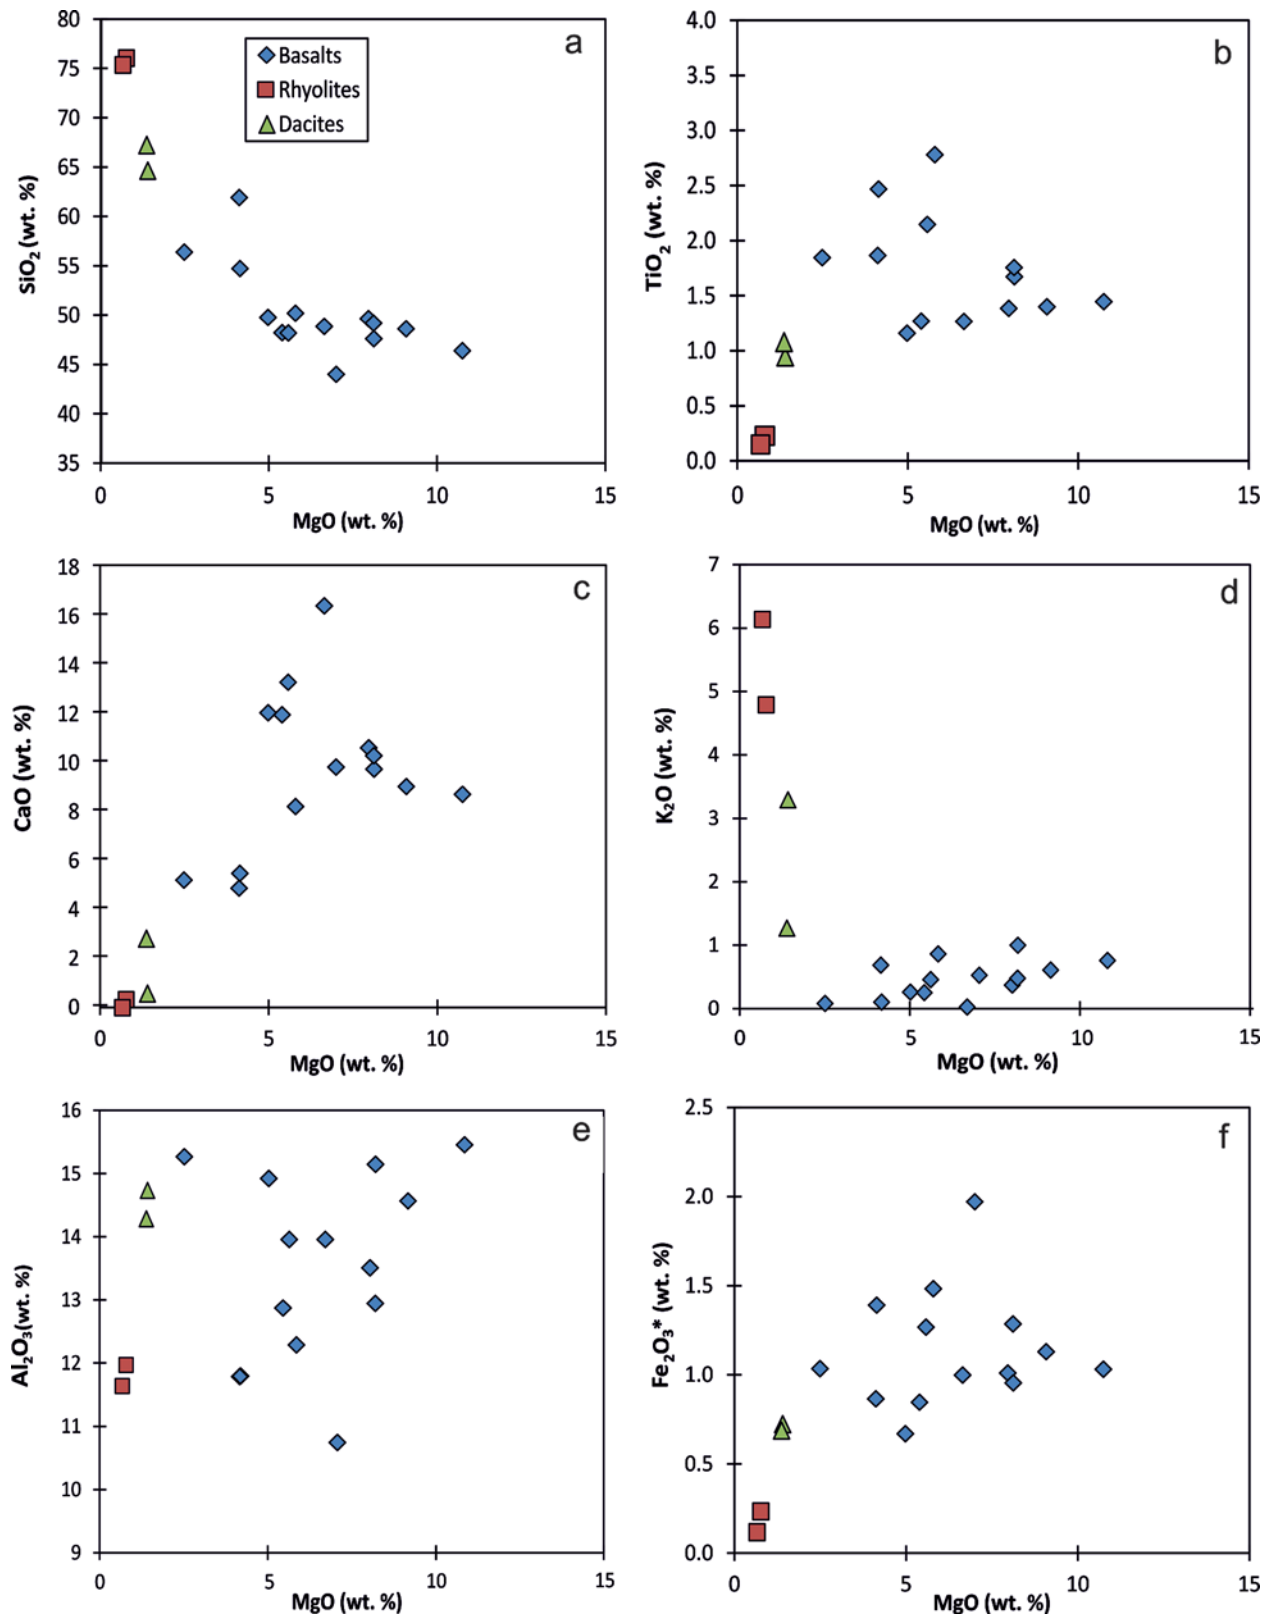 a
SiO₂ (wt. %)
80
75
70
65
60
55
50
45
40
35
Basalts
Rhyolites
Dacites
0 5 10 15
MgO (wt. %)
b
TiO₂ (wt. %)
4.0
3.5
3.0
2.5
2.0
1.5
1.0
0.5
0.0
0 5 10 15
MgO (wt. %)
c
CaO (wt. %)
18
16
14
12
10
8
6
4
2
0
0 5 10 15
MgO (wt. %)
d
K₂O (wt. %)
7
6
5
4
3
2
1
0
0 5 10 15
MgO (wt. %)
e
Al₂O₃(wt. %)
16
15
14
13
12
11
10
9
0 5 10 15
MgO (wt. %)
f
Fe₂O₃* (wt. %)
2.5
2.0
1.5
1.0
0.5
0.0
0 5 10 15
MgO (wt. %)